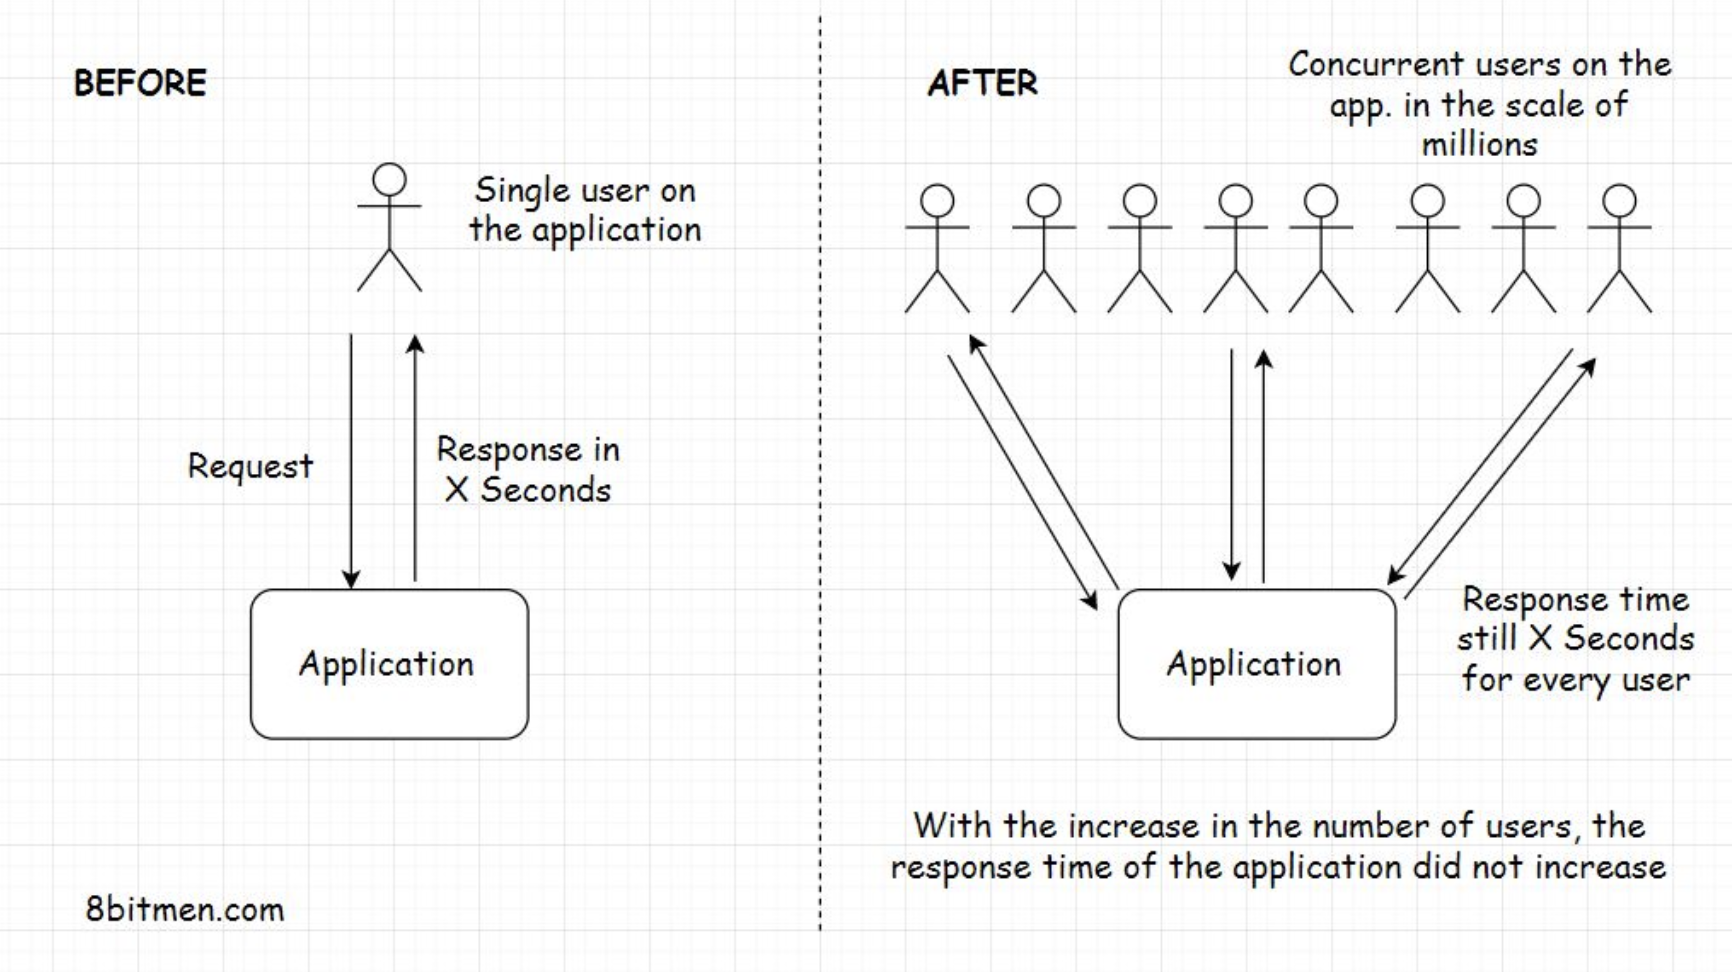 BEFORE
Single user on
the application
Request
Response in
X Seconds
Application
8bitmen.com
AFTER
Concurrent users on the
app. in the scale of
millions
Application
Response time
still X Seconds
for every user
With the increase in the number of users, the
response time of the application did not increase